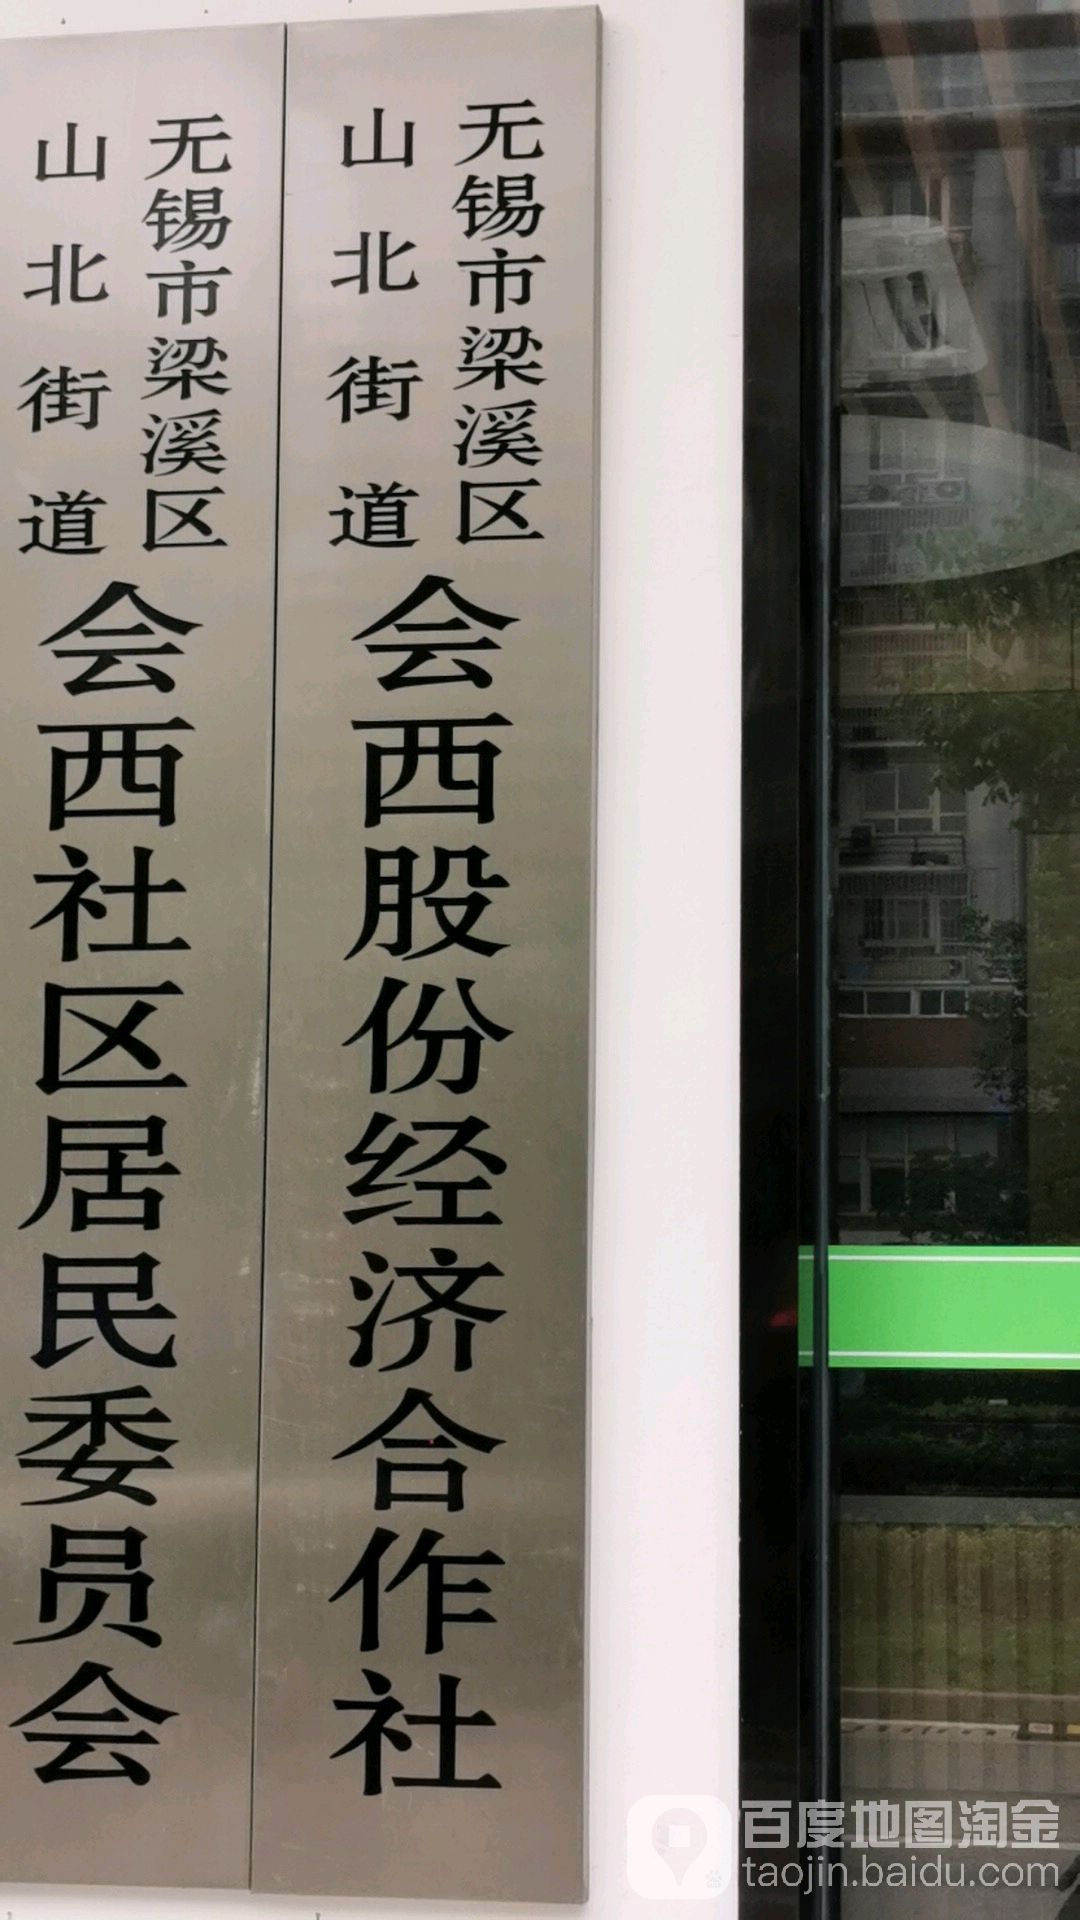 无锡市梁溪区
山北街道
会西股份经济合作社
无锡市梁溪区
山北街道
会西社区居民委员会
百度地图淘金
taojin.baidu.com